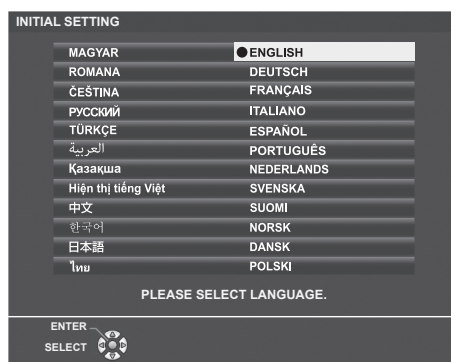 INITIAL SETTING
MAGYAR ENGLISH
ROMANA DEUTSCH
ČEŠTINA FRANÇAIS
РУССКИЙ ITALIANO
TÜRKÇE ESPAÑOL
العربية PORTUGUÊS
Қазақша NEDERLANDS
Hiện thị tiếng Việt SVENSKA
中文 SUOMI
한국어 NORSK
日本語 DANSK
ไทย POLSKI
PLEASE SELECT LANGUAGE.
ENTER
SELECT